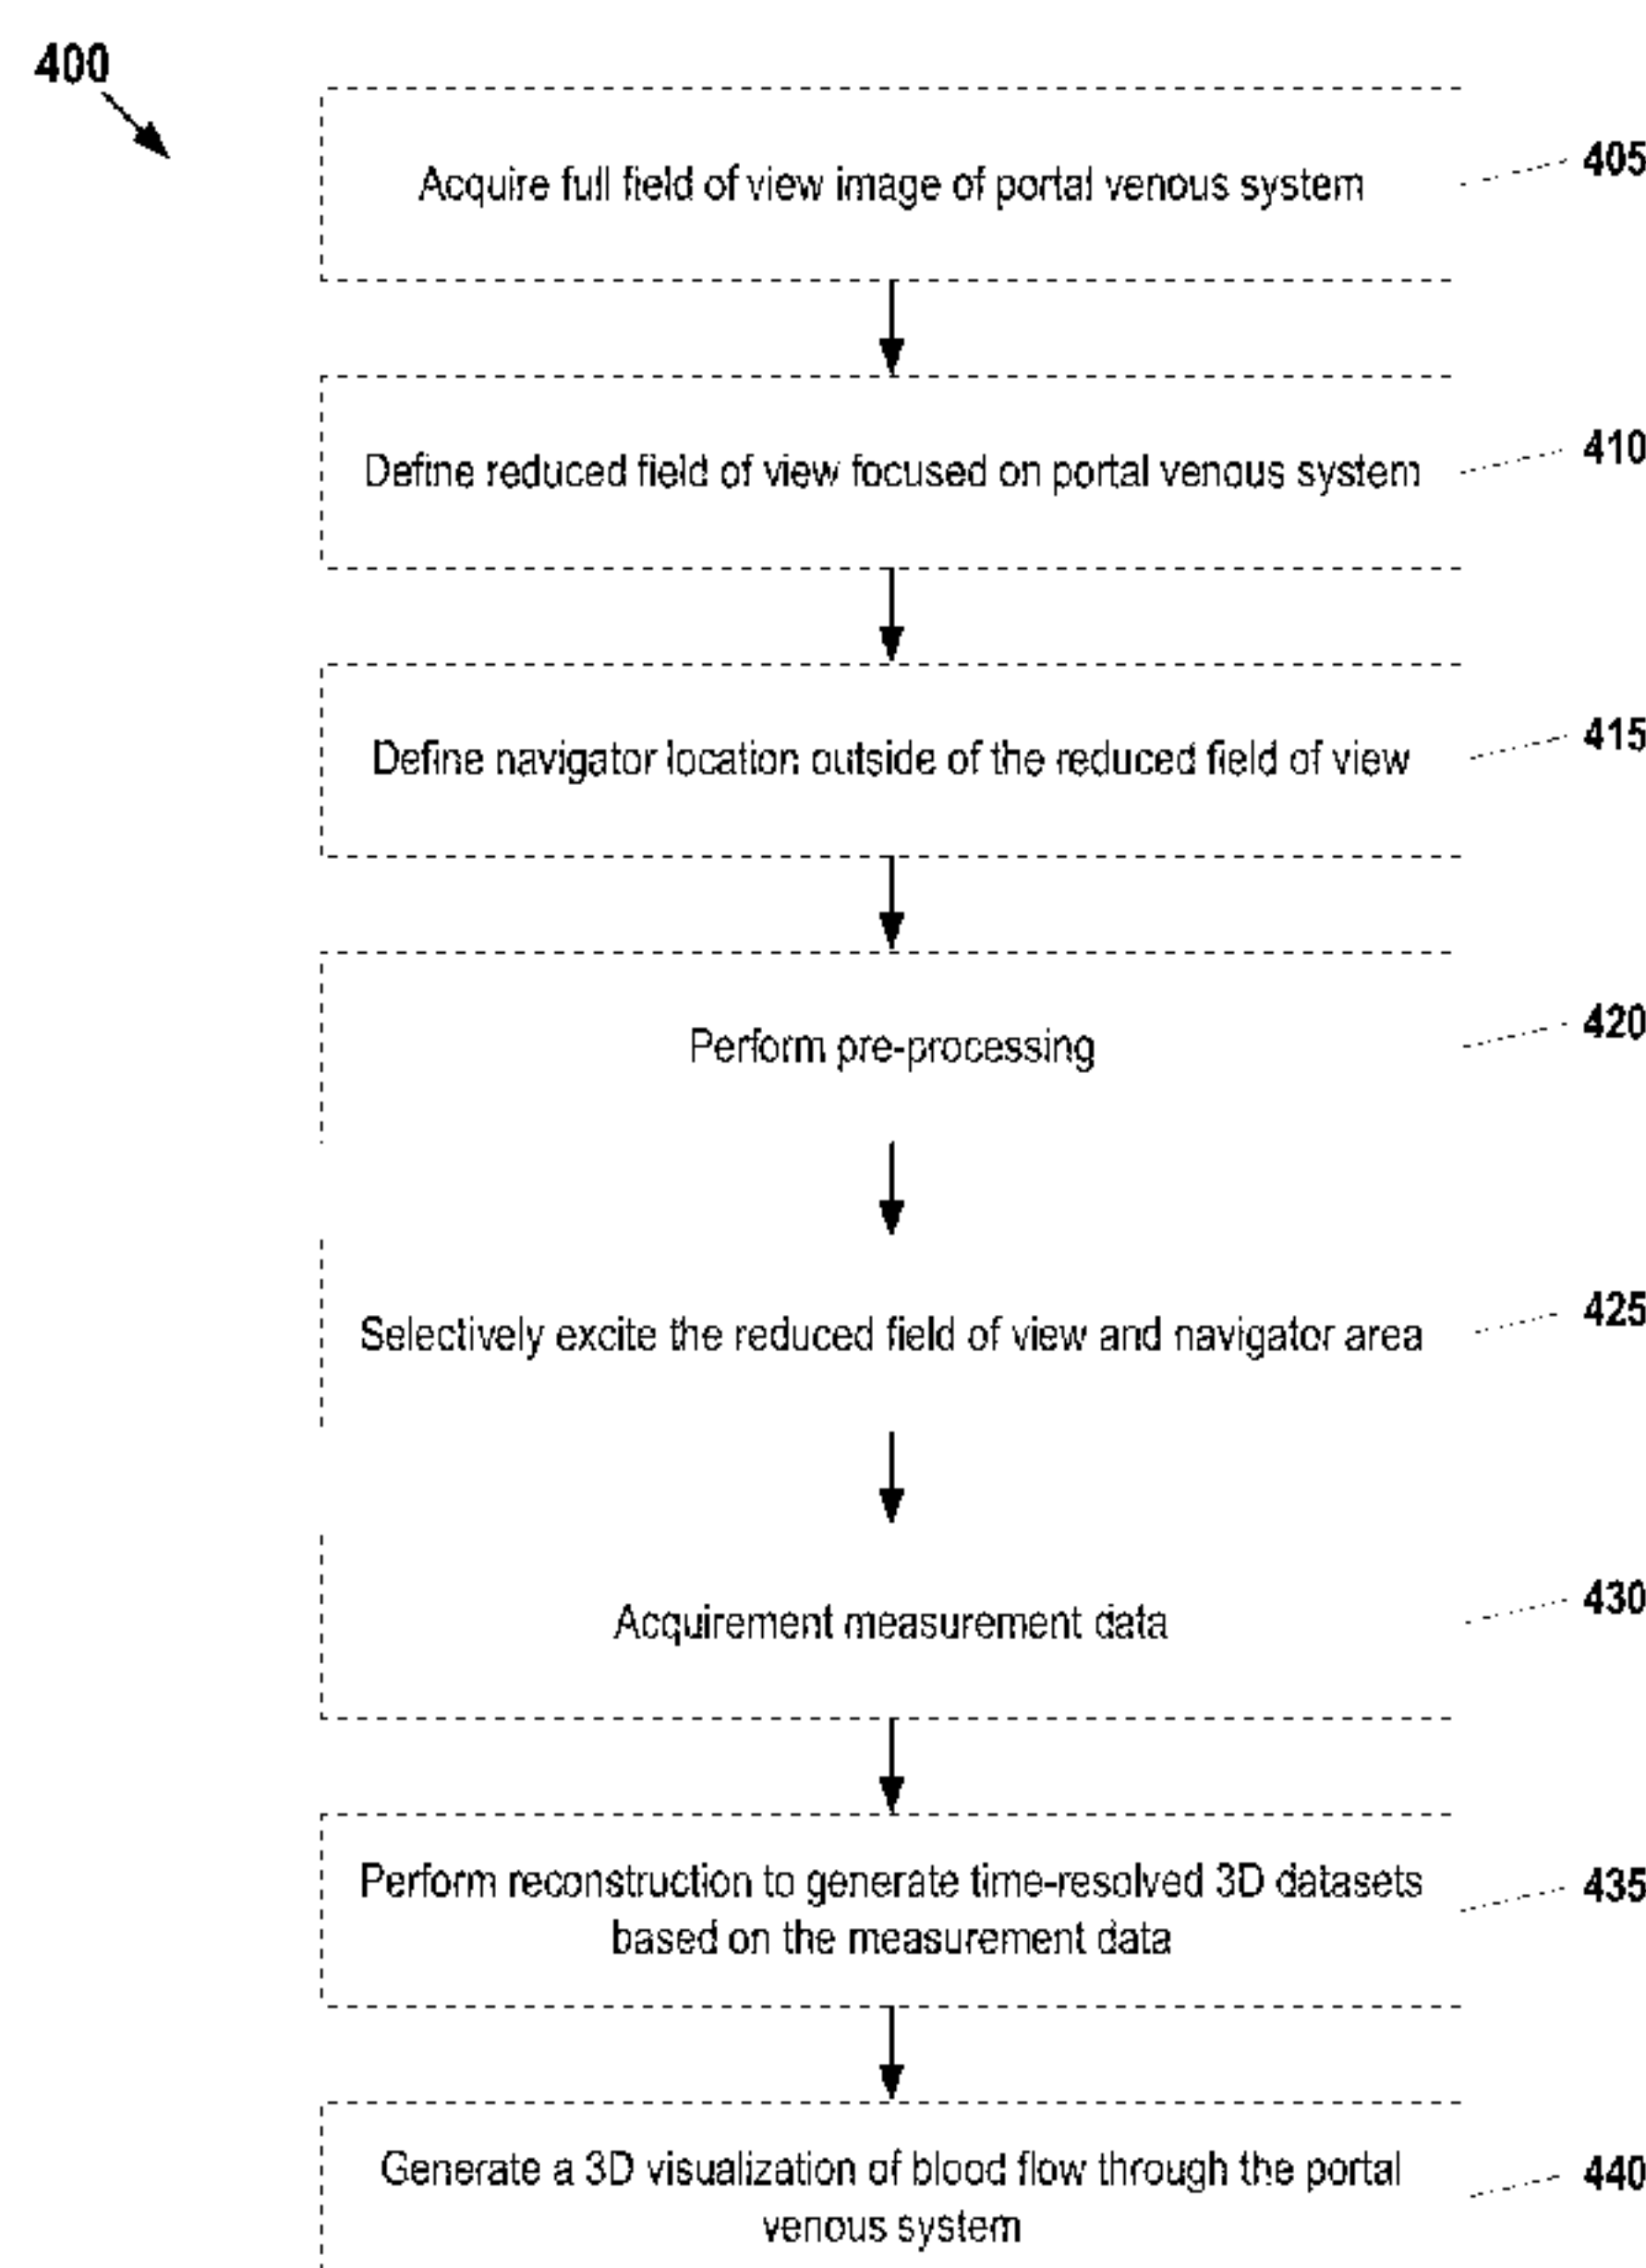 400
Acquire full field of view image of portal venous system
405
Define reduced field of view focused on portal venous system
410
Define navigator location outside of the reduced field of view
415
Perform pre-processing
420
Selectively excite the reduced field of view and navigator area
425
Acquirement measurement data
430
Perform reconstruction to generate time-resolved 3D datasets
based on the measurement data
435
Generate a 3D visualization of blood flow through the portal
venous system
440